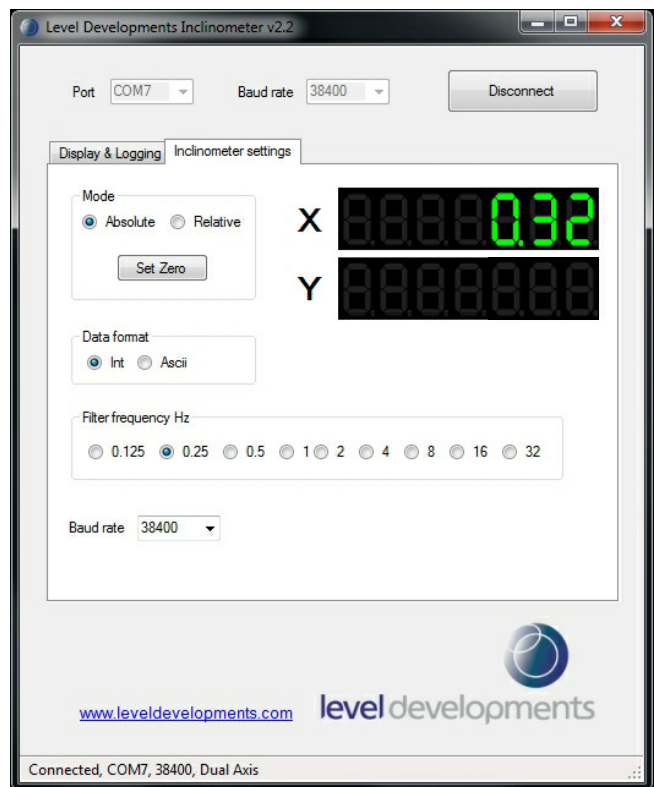 Level Developments Inclinometer v2.2
Port COM7 Baud rate 38400 Disconnect
Display & Logging Inclinometer settings
Mode
Absolute Relative
Set Zero
X 0.32
Y
Data format
Int Ascii
Filter frequency Hz
0.125 0.25 0.5 1 2 4 8 16 32
Baud rate 38400
www.leveldevelopments.com
level developments
Connected, COM7, 38400, Dual Axis